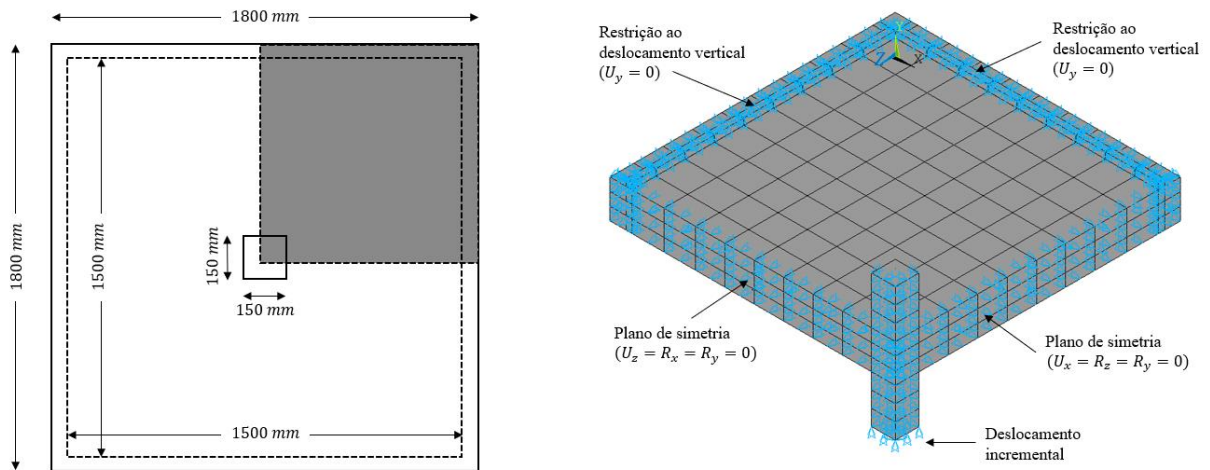 1800 mm
1800 mm
1500 mm
150 mm
150 mm
1500 mm
Restrição ao
deslocamento vertical
(U_y = 0)
Restrição ao
deslocamento vertical
(U_y = 0)
Y
Z
X
Plano de simetria
(U_z = R_x = R_y = 0)
Plano de simetria
(U_x = R_z = R_y = 0)
Deslocamento
incremental